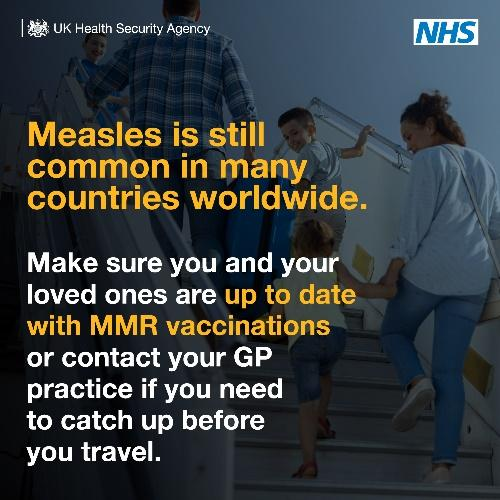 UK Health Security Agency
NHS
Measles is still
common in many
countries worldwide.
Make sure you and your
loved ones are up to date
with MMR vaccinations
or contact your GP
practice if you need
to catch up before
you travel.